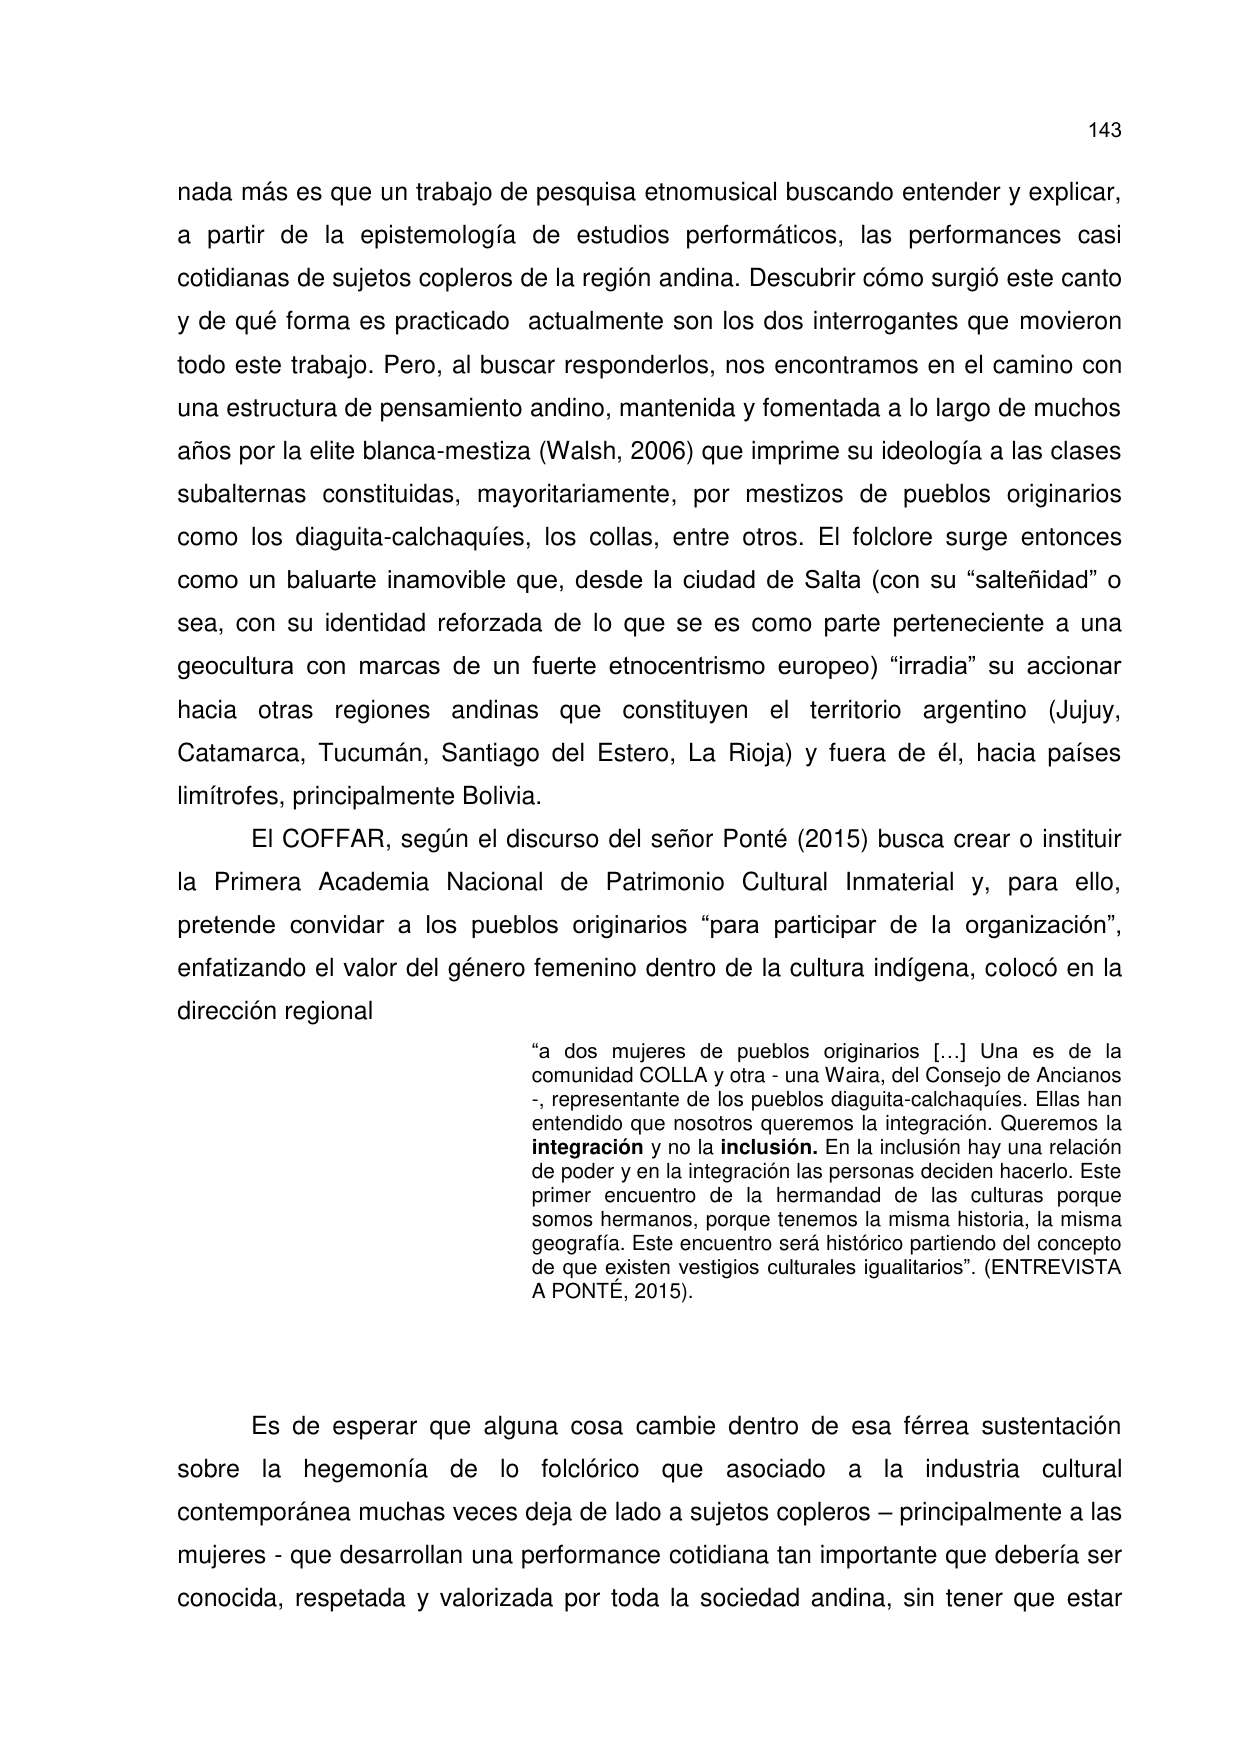 143
nada más es que un trabajo de pesquisa etnomusical buscando entender y explicar,
a partir de la epistemología de estudios performáticos, las performances casi
cotidianas de sujetos copleros de la región andina. Descubrir cómo surgió este canto
y de qué forma es practicado  actualmente son los dos interrogantes que movieron
todo este trabajo. Pero, al buscar responderlos, nos encontramos en el camino con
una estructura de pensamiento andino, mantenida y fomentada a lo largo de muchos
años por la elite blanca-mestiza (Walsh, 2006) que imprime su ideología a las clases
subalternas constituidas, mayoritariamente, por mestizos de pueblos originarios
como los diaguita-calchaquíes, los collas, entre otros. El folclore surge entonces
como un baluarte inamovible que, desde la ciudad de Salta (con su “salteñidad” o
sea, con su identidad reforzada de lo que se es como parte perteneciente a una
geocultura con marcas de un fuerte etnocentrismo europeo) “irradia” su accionar
hacia otras regiones andinas que constituyen el territorio argentino (Jujuy,
Catamarca, Tucumán, Santiago del Estero, La Rioja) y fuera de él, hacia países
limítrofes, principalmente Bolivia.
El COFFAR, según el discurso del señor Ponté (2015) busca crear o instituir
la Primera Academia Nacional de Patrimonio Cultural Inmaterial y, para ello,
pretende convidar a los pueblos originarios “para participar de la organización”,
enfatizando el valor del género femenino dentro de la cultura indígena, colocó en la
dirección regional
“a dos mujeres de pueblos originarios […] Una es de la
comunidad COLLA y otra - una Waira, del Consejo de Ancianos
-, representante de los pueblos diaguita-calchaquíes. Ellas han
entendido que nosotros queremos la integración. Queremos la
integración y no la inclusión. En la inclusión hay una relación
de poder y en la integración las personas deciden hacerlo. Este
primer encuentro de la hermandad de las culturas porque
somos hermanos, porque tenemos la misma historia, la misma
geografía. Este encuentro será histórico partiendo del concepto
de que existen vestigios culturales igualitarios”. (ENTREVISTA
A PONTÉ, 2015).
Es de esperar que alguna cosa cambie dentro de esa férrea sustentación
sobre la hegemonía de lo folclórico que asociado a la industria cultural
contemporánea muchas veces deja de lado a sujetos copleros – principalmente a las
mujeres - que desarrollan una performance cotidiana tan importante que debería ser
conocida, respetada y valorizada por toda la sociedad andina, sin tener que estar